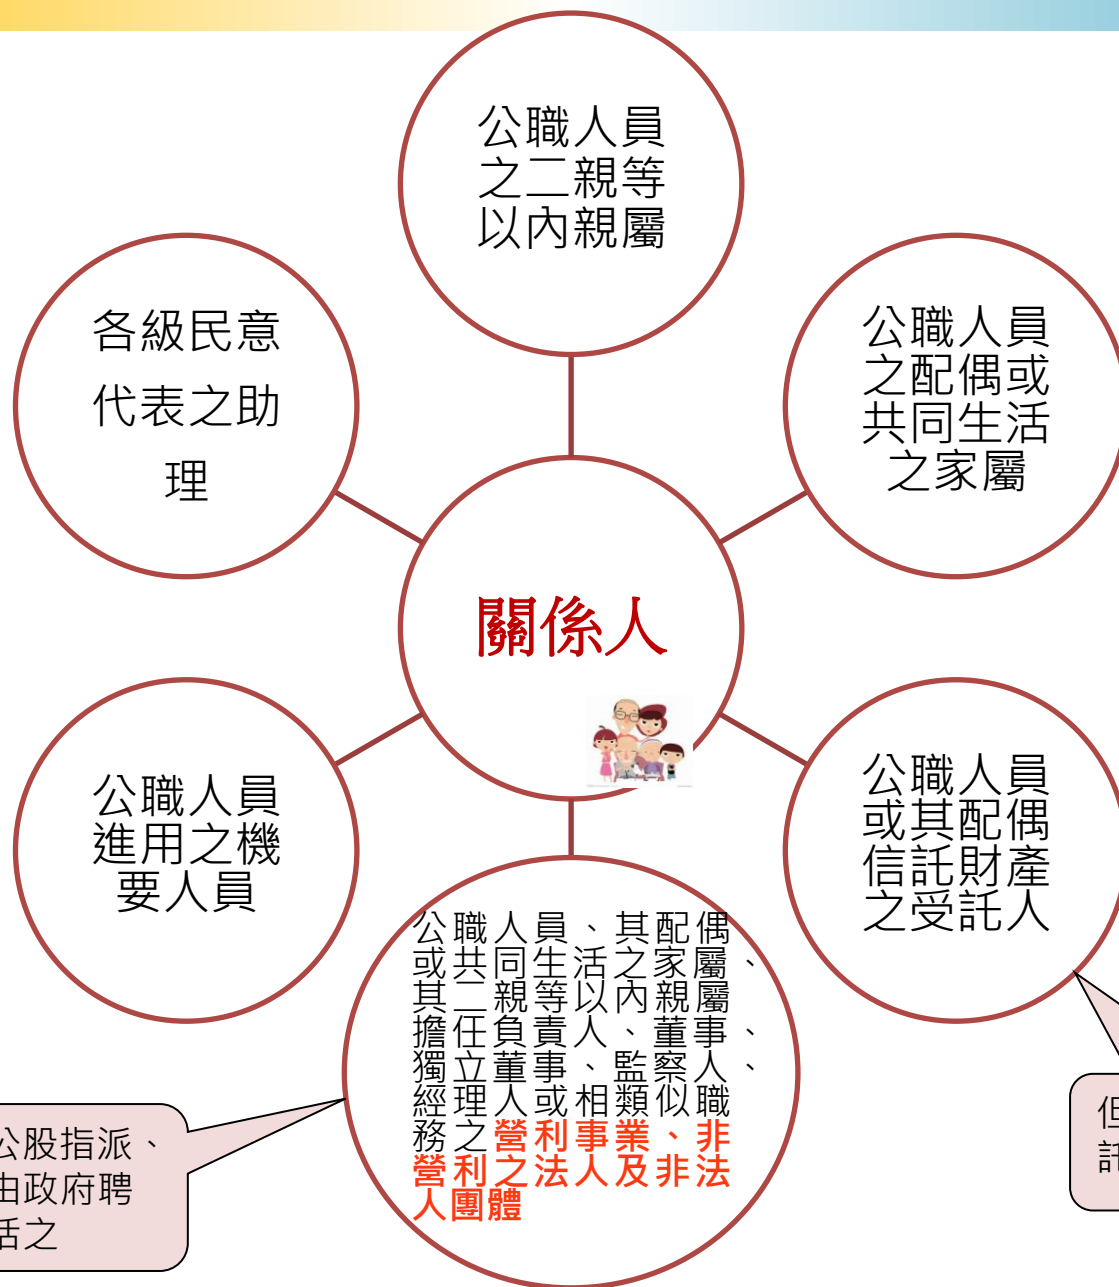 公職人員
之二親等
以內親屬
公職人員
之配偶或
共同生活
之家屬
公職人員
或其配偶
信託財產
之受託人
公職人員、其配偶
或共同生活之家屬、
其二親等以內親屬
擔任負責人、董事、
獨立董事、監察人、
經理人或相類似職
務之營利事業、非
營利之法人及非法
人團體
公職人員
進用之機
要人員
各級民意
代表之助
理
關係人
公股指派、
由政府聘
括之
但
託